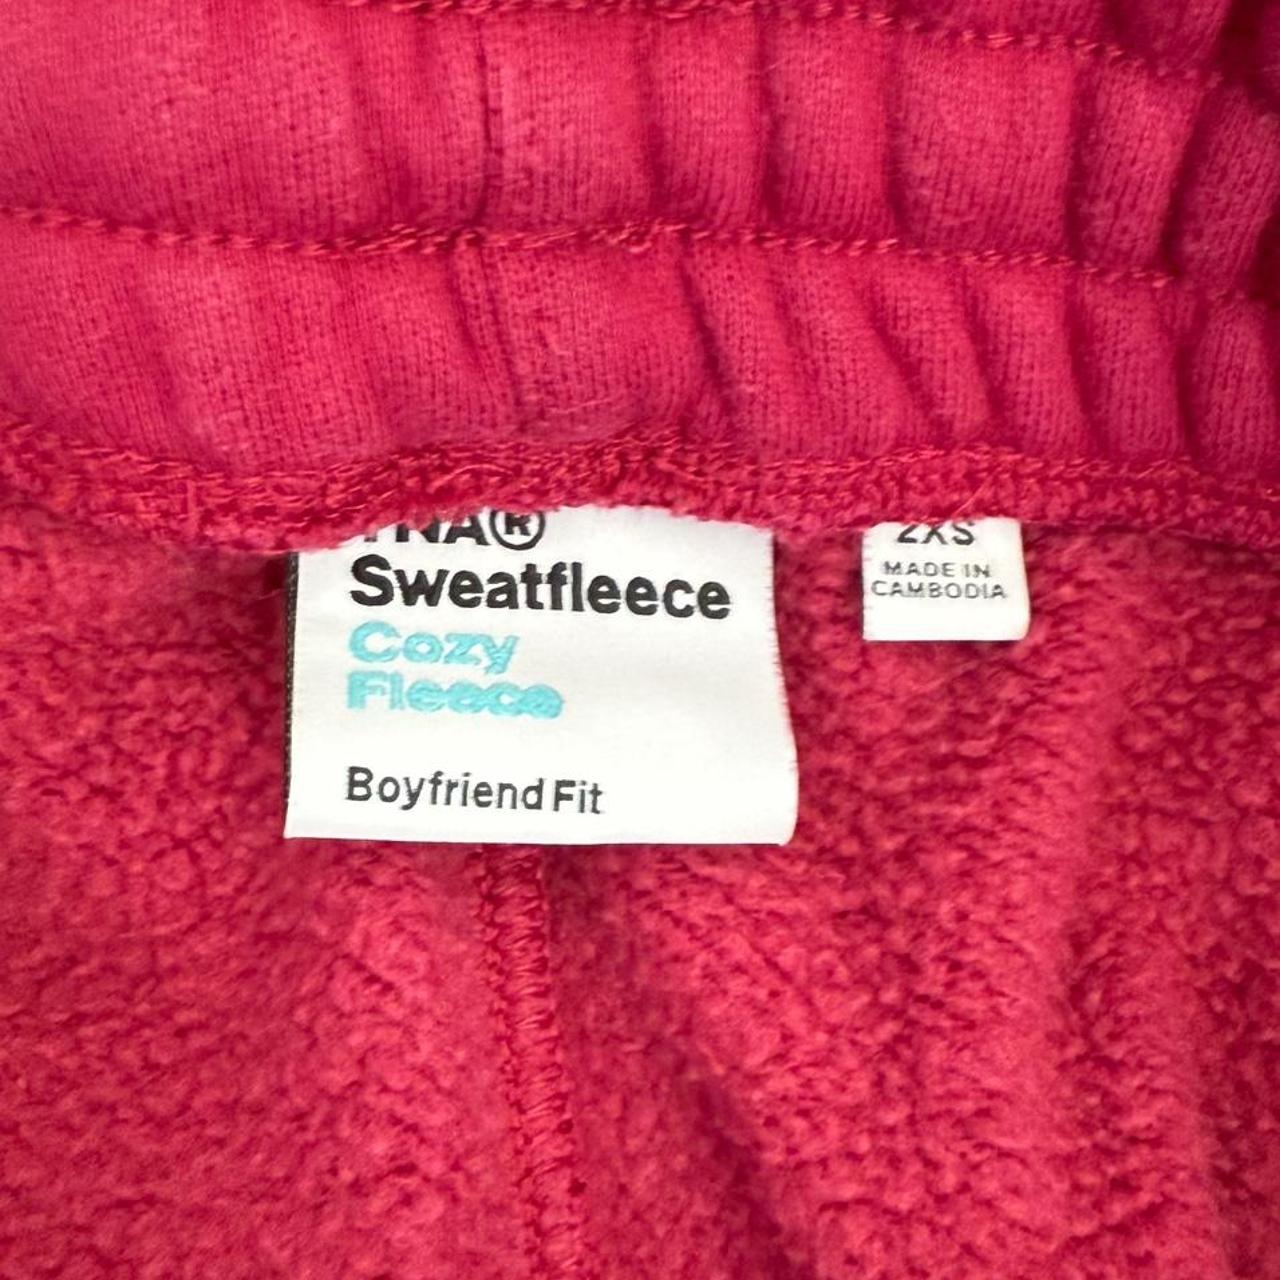 TNA®
Sweatfleece
Cozy
Fleece
Boyfriend Fit
2XS
MADE IN
CAMBODIA